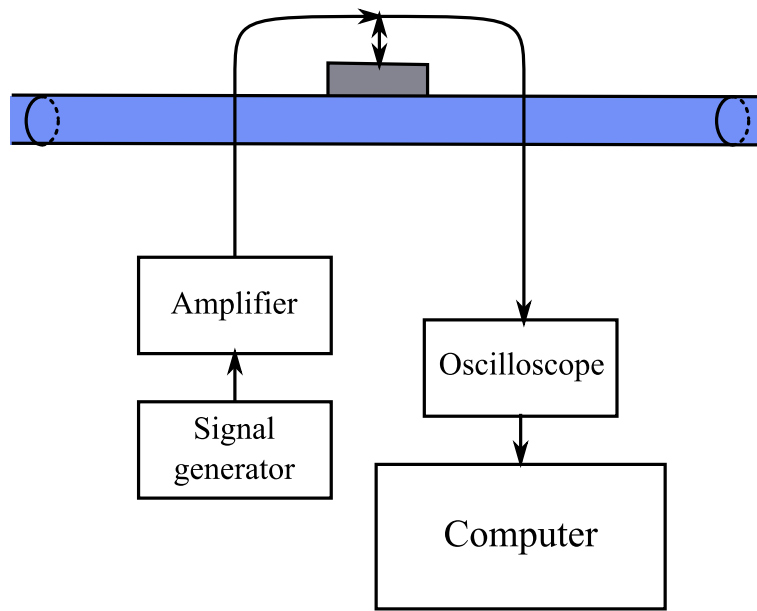 Amplifier
Oscilloscope
Signal
generator
Computer